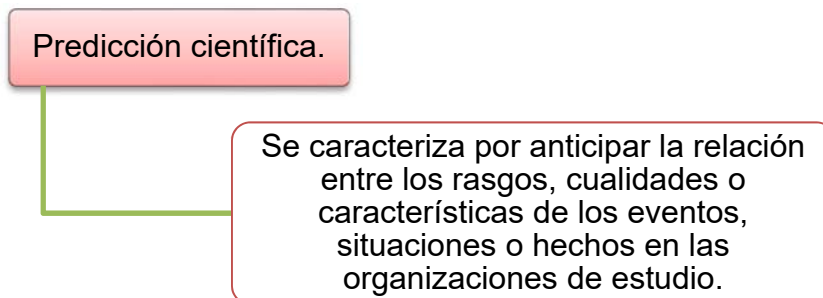 Predicción científica.
Se caracteriza por anticipar la relación
entre los rasgos, cualidades o
características de los eventos,
situaciones o hechos en las
organizaciones de estudio.